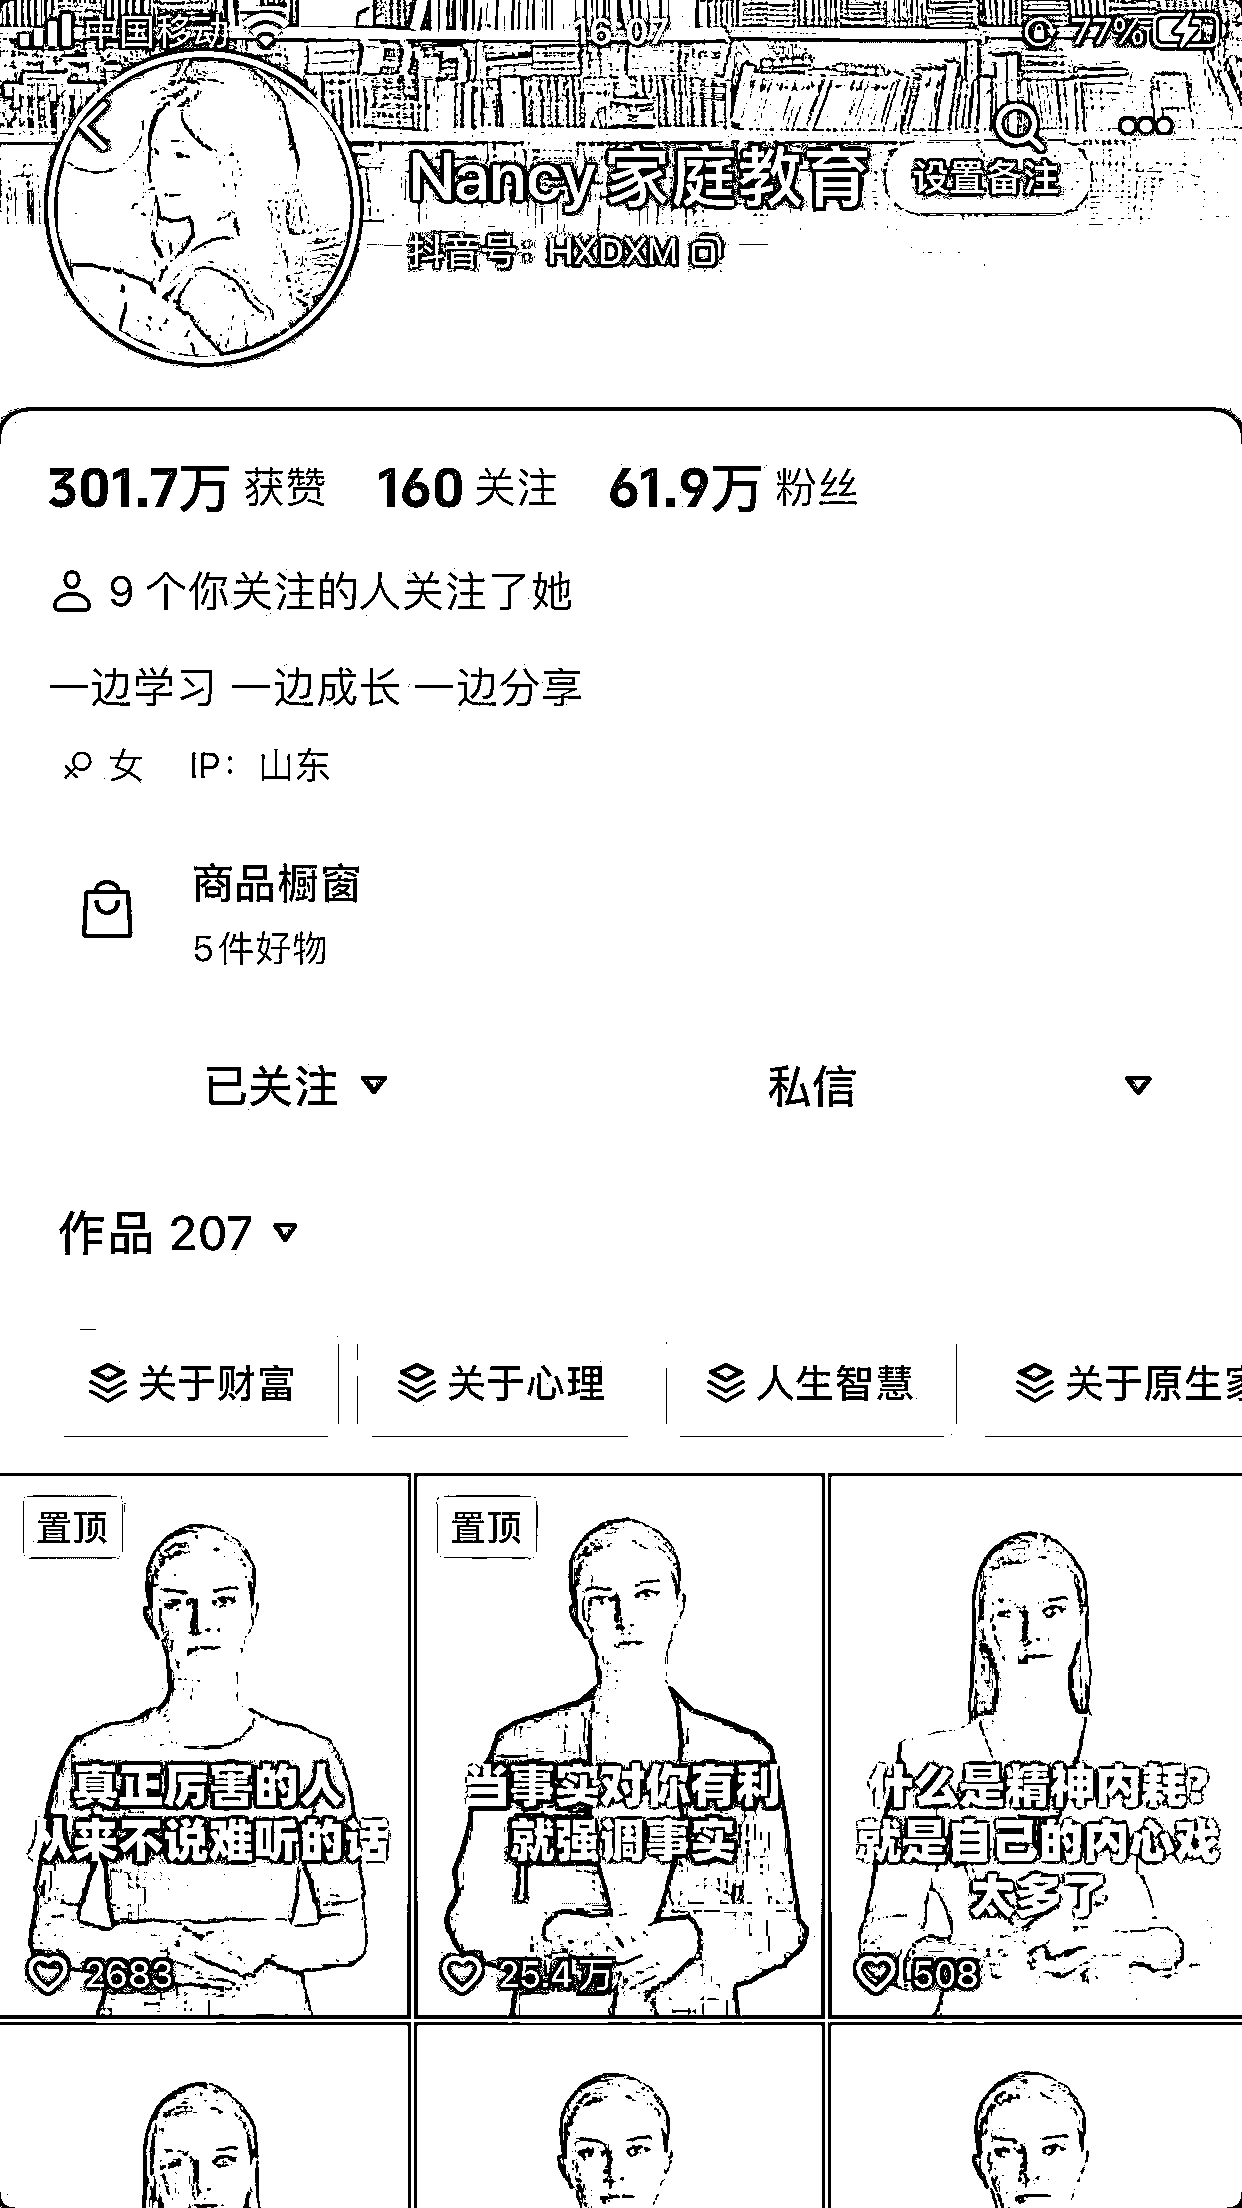 中国移动 16:07 77%
Nancy 家庭教育 设置备注
抖音号: HXDXM
301.7万 获赞 160 关注 61.9万 粉丝
9 个你关注的人关注了她
一边学习 一边成长 一边分享
女 IP: 山东
商品橱窗
5件好物
已关注 私信
作品 207
关于财富 关于心理 人生智慧 关于原生家
置顶 置顶
真正厉害的人
从来不说难听的话
2683
当事实对你有利
就强调事实
25.4万
什么是精神内耗?
就是自己的内心戏
太多了
1508